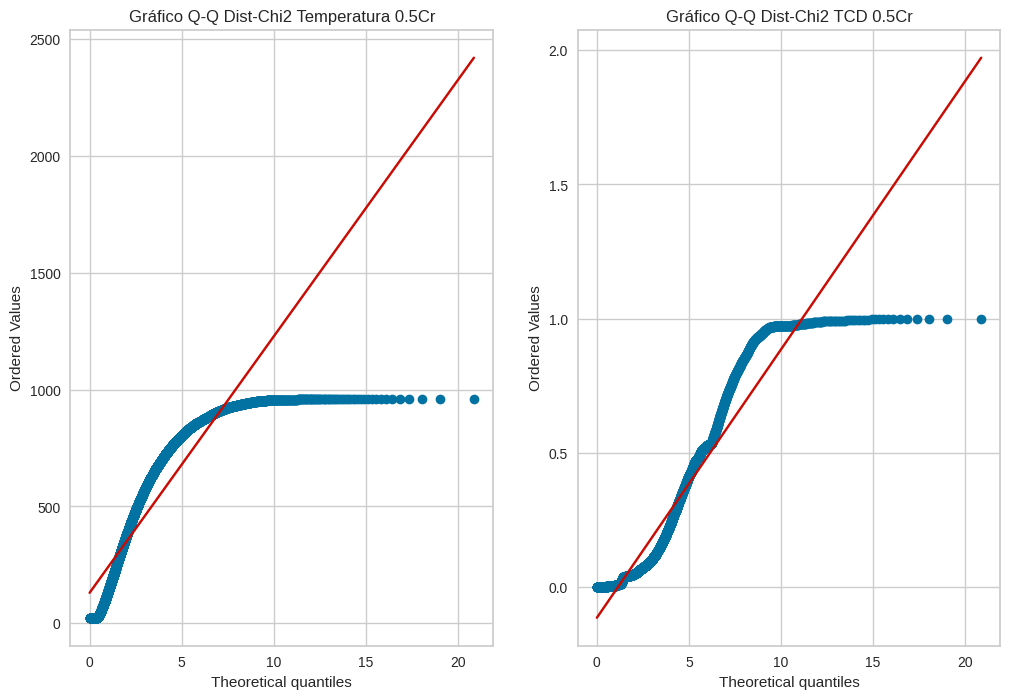 Gráfico Q-Q Dist-Chi2 Temperatura 0.5Cr
2500
2000
1500
1000
500
0
Ordered Values
0 5 10 15 20
Theoretical quantiles
Gráfico Q-Q Dist-Chi2 TCD 0.5Cr
2.0
1.5
1.0
0.5
0.0
Ordered Values
0 5 10 15 20
Theoretical quantiles